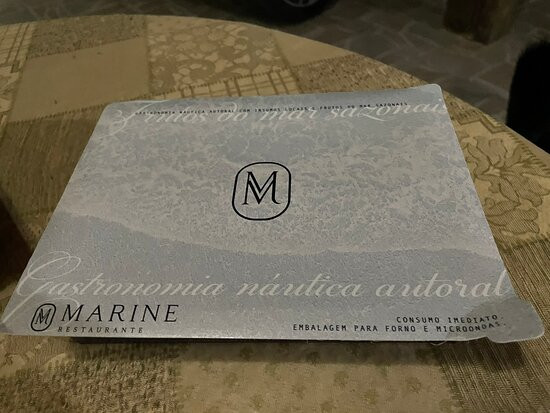 GASTRONOMIA NÁUTICA AUTORAL COM INSUMOS LOCAIS E FRUTOS DO MAR SAZONAIS
Frutos do mar sazonais
M
Gastronomia náutica autoral
M MARINE
RESTAURANTE
CONSUMO IMEDIATO.
EMBALAGEM PARA FORNO E MICROONDAS.